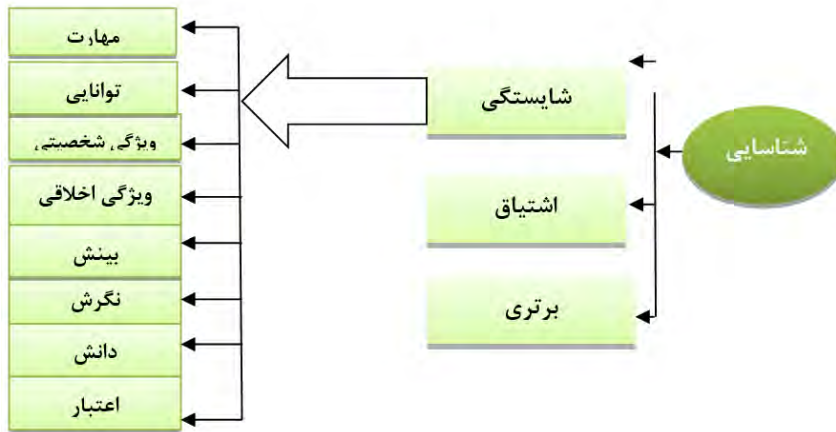 شناسایی
شایستگی
اشتیاق
برتری
مهارت
توانایی
ویژگی شخصیتی
ویژگی اخلاقی
بینش
نگرش
دانش
اعتبار